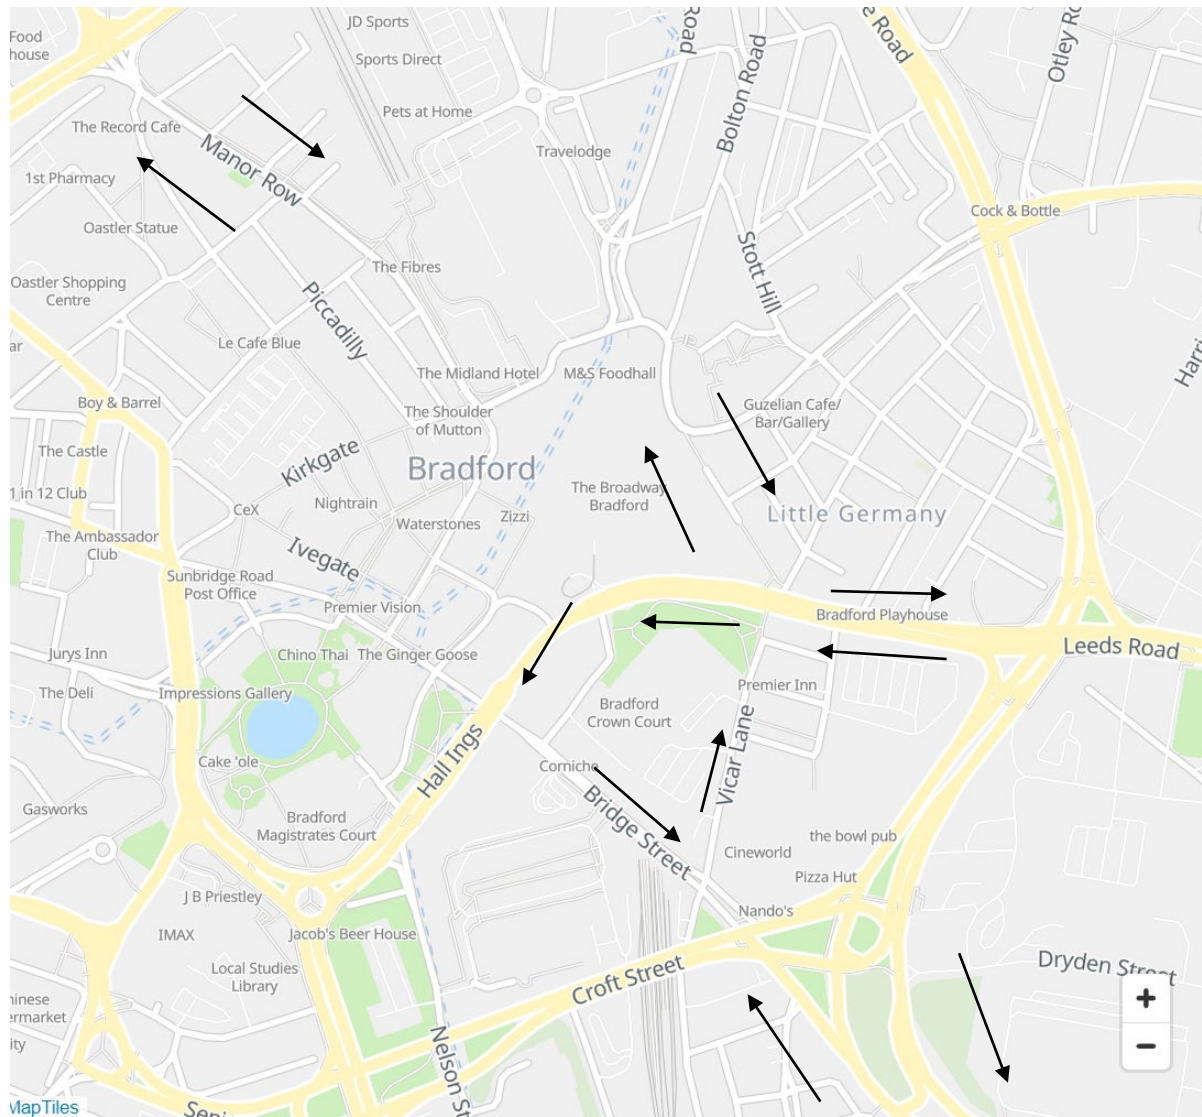 JD Sports
Food
house
Sports Direct
Pets at Home
Road
Bolton Road
e Road
Otley Ro
The Record Cafe
Manor Row
Travelodge
1st Pharmacy
Oastler Statue
Cock & Bottle
The Fibres
Stott Hill
Oastler Shopping
Centre
Piccadilly
ar
Le Cafe Blue
Harri
The Midland Hotel
M&S Foodhall
Boy & Barrel
The Shoulder
of Mutton
Guzelian Cafe/
Bar/Gallery
The Castle
Kirkgate
Bradford
1 in 12 Club
CeX
Nightrain
Waterstones
Zizzi
The Broadway
Bradford
Little Germany
The Ambassador
Club
Ivegate
Sunbridge Road
Post Office
Premier Vision
Bradford Playhouse
Leeds Road
Jurys Inn
Chino Thai
The Ginger Goose
The Deli
Impressions Gallery
Premier Inn
Bradford
Crown Court
Vicar Lane
Hall Ings
Cake 'ole
Corniche
Bridge Street
Gasworks
Bradford
Magistrates Court
the bowl pub
Cineworld
Pizza Hut
J B Priestley
Nando's
IMAX
Jacob's Beer House
Local Studies
Library
Croft Street
Dryden Street
hinese
ermarket
ity
Nelson St
+
−
MapTiles
Seni